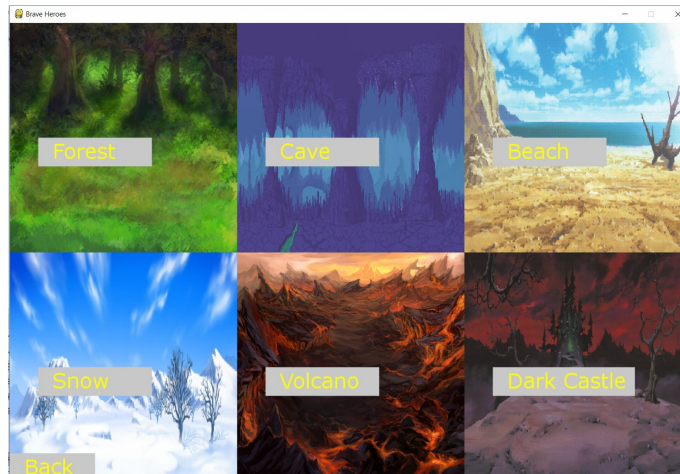 Brave Heroes
Forest
Cave
Beach
Snow
Volcano
Dark Castle
Back